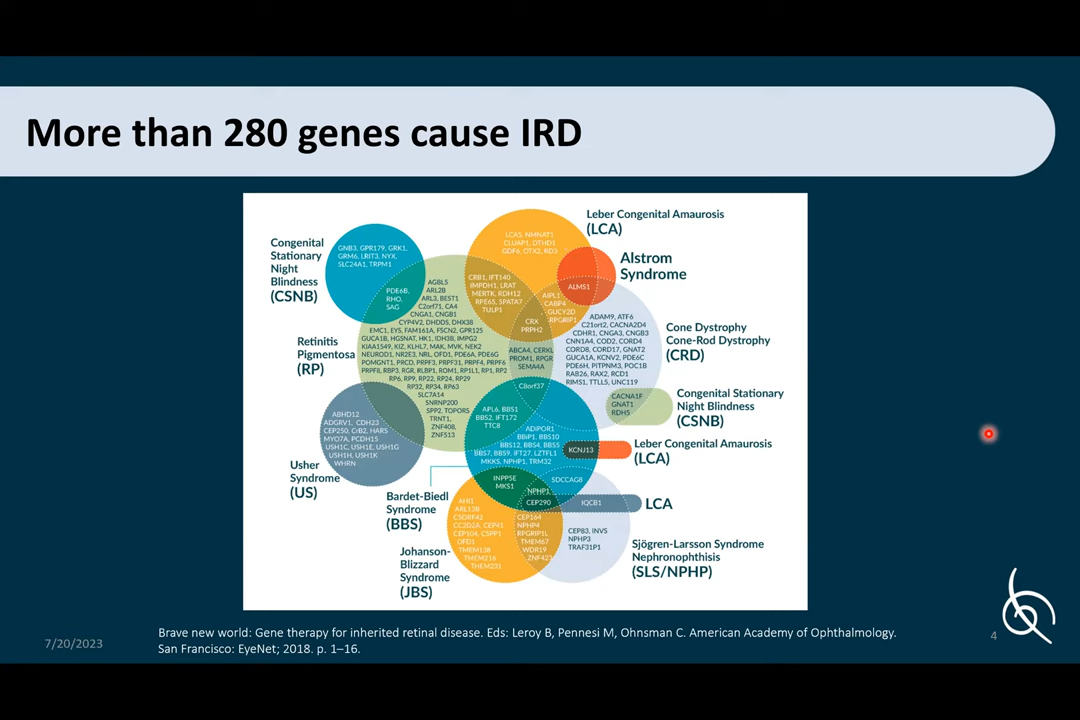 More than 280 genes cause IRD
Leber Congenital Amaurosis
(LCA)
Congenital
Stationary
Night
Blindness
(CSNB)
GNB3, GPR179, GRK1,
GRM6, LRIT3, NYX,
SLC24A1, TRPM1
LCA5, NMNAT1
CLUAP1, DTHD1
GDF6, OTX2, RD3
Alstrom
Syndrome
ALMS1
PDE6B,
RHO,
SAG
CRB1, IFT140
IMPDH1, LRAT
MERTK, RDH12
RPE65, SPATA7
TULP1
AIPL1
CABP4
GUCY2D
RPGRIP1
CRX
PRPH2
Retinitis
Pigmentosa
(RP)
AGBL5
ARL2B
ARL3, BEST1
C2orf71, CA4
CNGA1, CNGB1
CYP4V2, DHDDS, DHX38
EMC1, EYS, FAM161A, FSCN2, GPR125
GUCA1B, HGSNAT, HK1, IDH3B, IMPG2
KIAA1549, KIZ, KLHL7, MAK, MVK, NEK2
NEUROD1, NR2E3, NRL, OFD1, PDE6A, PDE6G
POMGNT1, PRCD, PRPF3, PRPF31, PRPF4, PRPF6
PRPF8, RBP3, RGR, RLBP1, ROM1, RP1L1, RP1, RP2
RP6, RP9, RP22, RP24, RP29
RP32, RP34, RP63
SLC7A14
SNRNP200
SPP2, TOPORS
TRNT1,
ZNF408,
ZNF513
ABCA4, CERKL
PROM1, RPGR
SEMA4A
ADAM9, ATF6
C21ort2, CACNA2D4
CDHR1, CNGA3, CNGB3
CNN1A4, COD2, CORD4
CORD8, CORD17, GNAT2
GUCA1A, KCNV2, PDE6C
PDE6H, PITPNM3, POC1B
RAB26, RAX2, RCD1
RIMS1, TTLL5, UNC119
Cone Dystrophy
Cone-Rod Dystrophy
(CRD)
C8orf37
CACNA1F
GNAT1
RDH5
Congenital Stationary
Night Blindness
(CSNB)
ABHD12
ADGRV1, CDH23
CEP250, CrB2, HARS
MYO7A, PCDH15
USH1C, USH1E, USH1G
USH1H, USH1K
WHRN
Usher
Syndrome
(US)
APL6, BBS1
BBS2, IFT172
TTC8
ADIPOR1
BBiP1, BBS10
BBS12, BBS4, BBS5
BBS7, BBS9, iFT27, LZTFL1
MKKS, NPHP1, TRM32
KCNJ13
Leber Congenital Amaurosis
(LCA)
Bardet-Biedl
Syndrome
(BBS)
INPP5E
MKS1
SDCCAG8
NPHP1
CEP290
IQCB1
LCA
AHI1
ARL13B
C5ORF42
CC2D2A, CEP41
CEP104, CSPP1
OFD1
TMEM138
TMEM216
THEM231
CEP164
NPHP4
RPGRIP1L
TMEM67
WDR19
ZNF423
CEP83, INVS
NPHP3
TRAF31P1
Johanson-
Blizzard
Syndrome
(JBS)
Sjögren-Larsson Syndrome
Nephronophthisis
(SLS/NPHP)
7/20/2023
Brave new world: Gene therapy for inherited retinal disease. Eds: Leroy B, Pennesi M, Ohnsman C. American Academy of Ophthalmology.
San Francisco: EyeNet; 2018. p. 1–16.
4